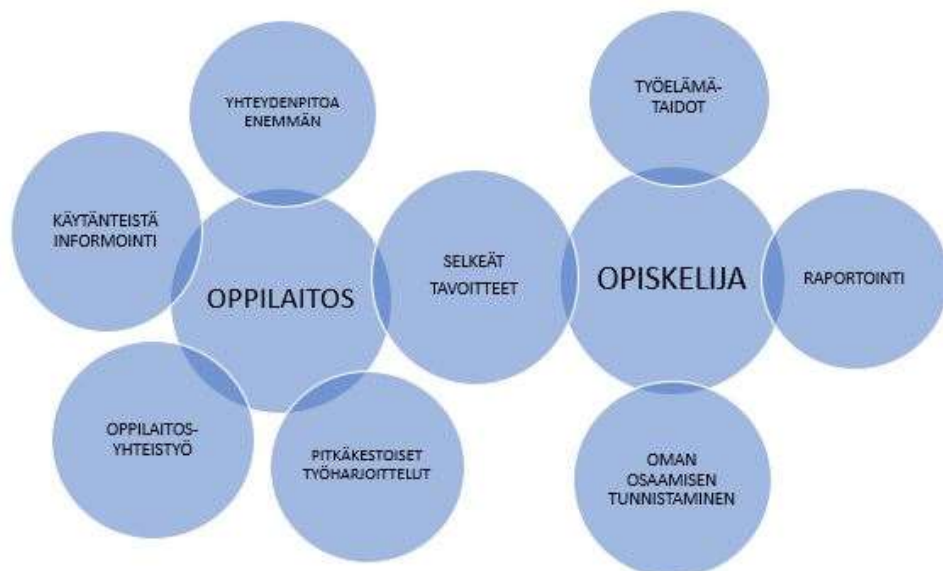 YHTEYDENPITOA
ENEMMÄN
TYÖELÄMÄ-
TAIDOT
KÄYTÄNTEISTÄ
INFORMOINTI
OPPILAITOS
SELKEÄT
TAVOITTEET
OPISKELIJA
RAPORTOINTI
OPPILAITOS-
YHTEISTYÖ
PITKÄKESTOISET
TYÖHARJOITTELUT
OMAN
OSAAMISEN
TUNNISTAMINEN